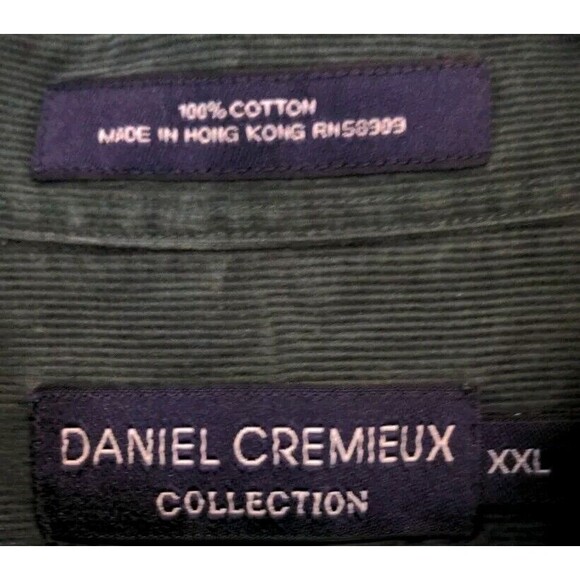 100% COTTON
MADE IN HONG KONG RN58909
DANIEL CREMIEUX
COLLECTION
XXL